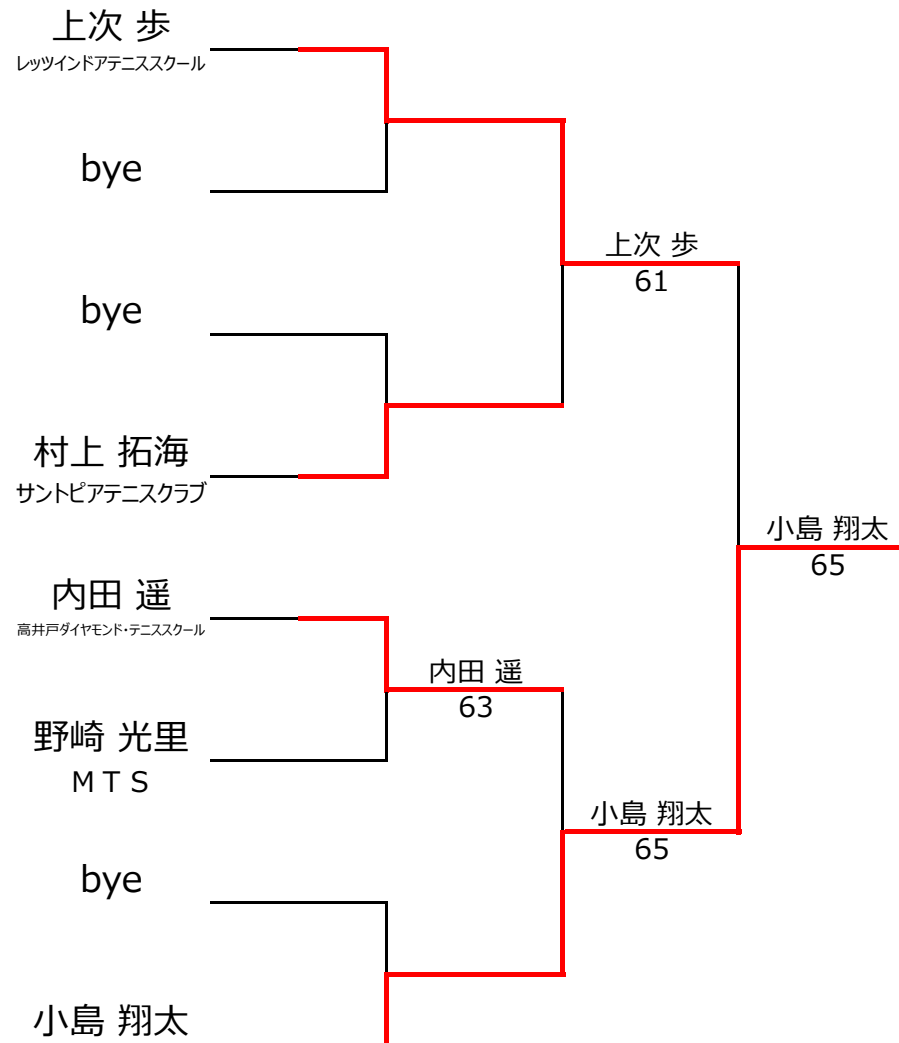 上次 歩
レッツインドアテニススクール
bye
bye
村上 拓海
サントピアテニスクラブ
内田 遥
高井戸ダイヤモンド・テニススクール
野崎 光里
ＭＴＳ
bye
小島 翔太
内田 遥
63
上次 歩
61
小島 翔太
65
小島 翔太
65